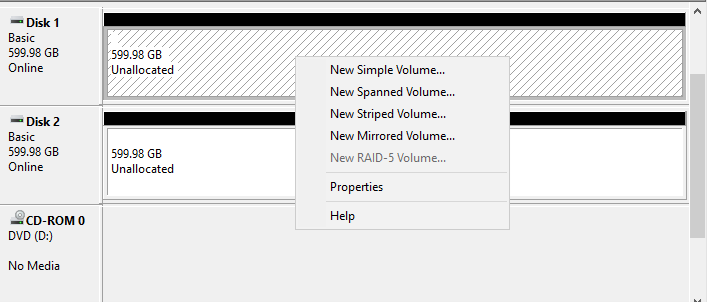 Disk 1
Basic
599.98 GB
Online
599.98 GB
Unallocated
New Simple Volume...
New Spanned Volume...
New Striped Volume...
New Mirrored Volume...
New RAID-5 Volume...
Properties
Help
Disk 2
Basic
599.98 GB
Online
599.98 GB
Unallocated
CD-ROM 0
DVD (D:)
No Media